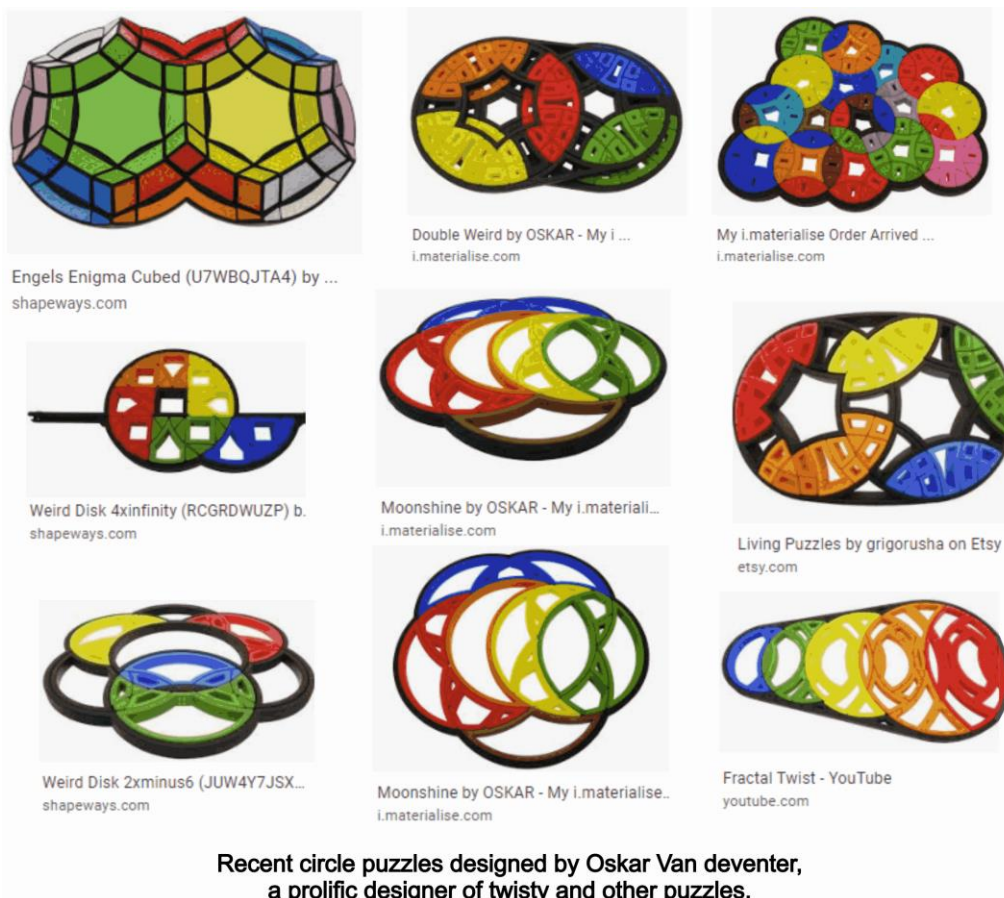 Engels Enigma Cubed (U7WBQJTA4) by ...
shapeways.com
Double Weird by OSKAR - My i ...
i.materialise.com
My i.materialise Order Arrived ...
i.materialise.com
Weird Disk 4xinfinity (RCGRDWUZP) b.
shapeways.com
Moonshine by OSKAR - My i.materiali...
i.materialise.com
Living Puzzles by grigorusha on Etsy
etsy.com
Weird Disk 2xminus6 (JUW4Y7JSX...
shapeways.com
Moonshine by OSKAR - My i.materialise..
i.materialise.com
Fractal Twist - YouTube
youtube.com
Recent circle puzzles designed by Oskar Van deventer,
a prolific designer of twisty and other puzzles.